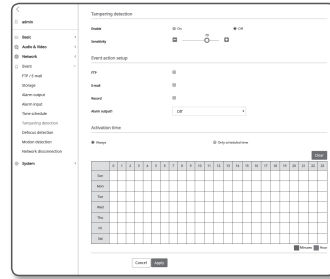 admin
Basic
Audio & Video
Network
Event
FTP / E-mail
Storage
Alarm output
Alarm input
Time schedule
Tampering detection
Defocus detection
Motion detection
Network disconnection
System
Tampering detection
Enable On Off
Sensitivity
Event action setup
FTP
E-mail
Record
Alarm output1 Off
Activation time
Always Only scheduled time
Clear
0 1 2 3 4 5 6 7 8 9 10 11 12 13 14 15 16 17 18 19 20 21 22 23
Sun
Mon
Tue
Wed
Thu
Fri
Sat
Minutes Hour
Cancel Apply